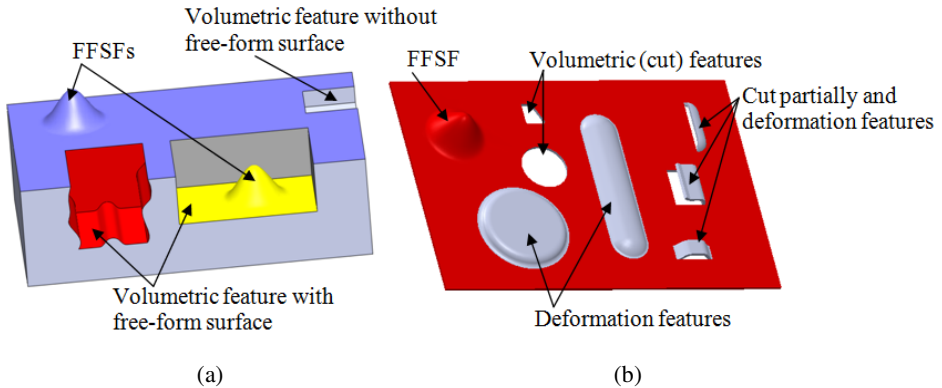 Volumetric feature without
free-form surface
FFSFs
Volumetric feature with
free-form surface
(a)
FFSF
Volumetric (cut) features
Cut partially and
deformation features
Deformation features
(b)